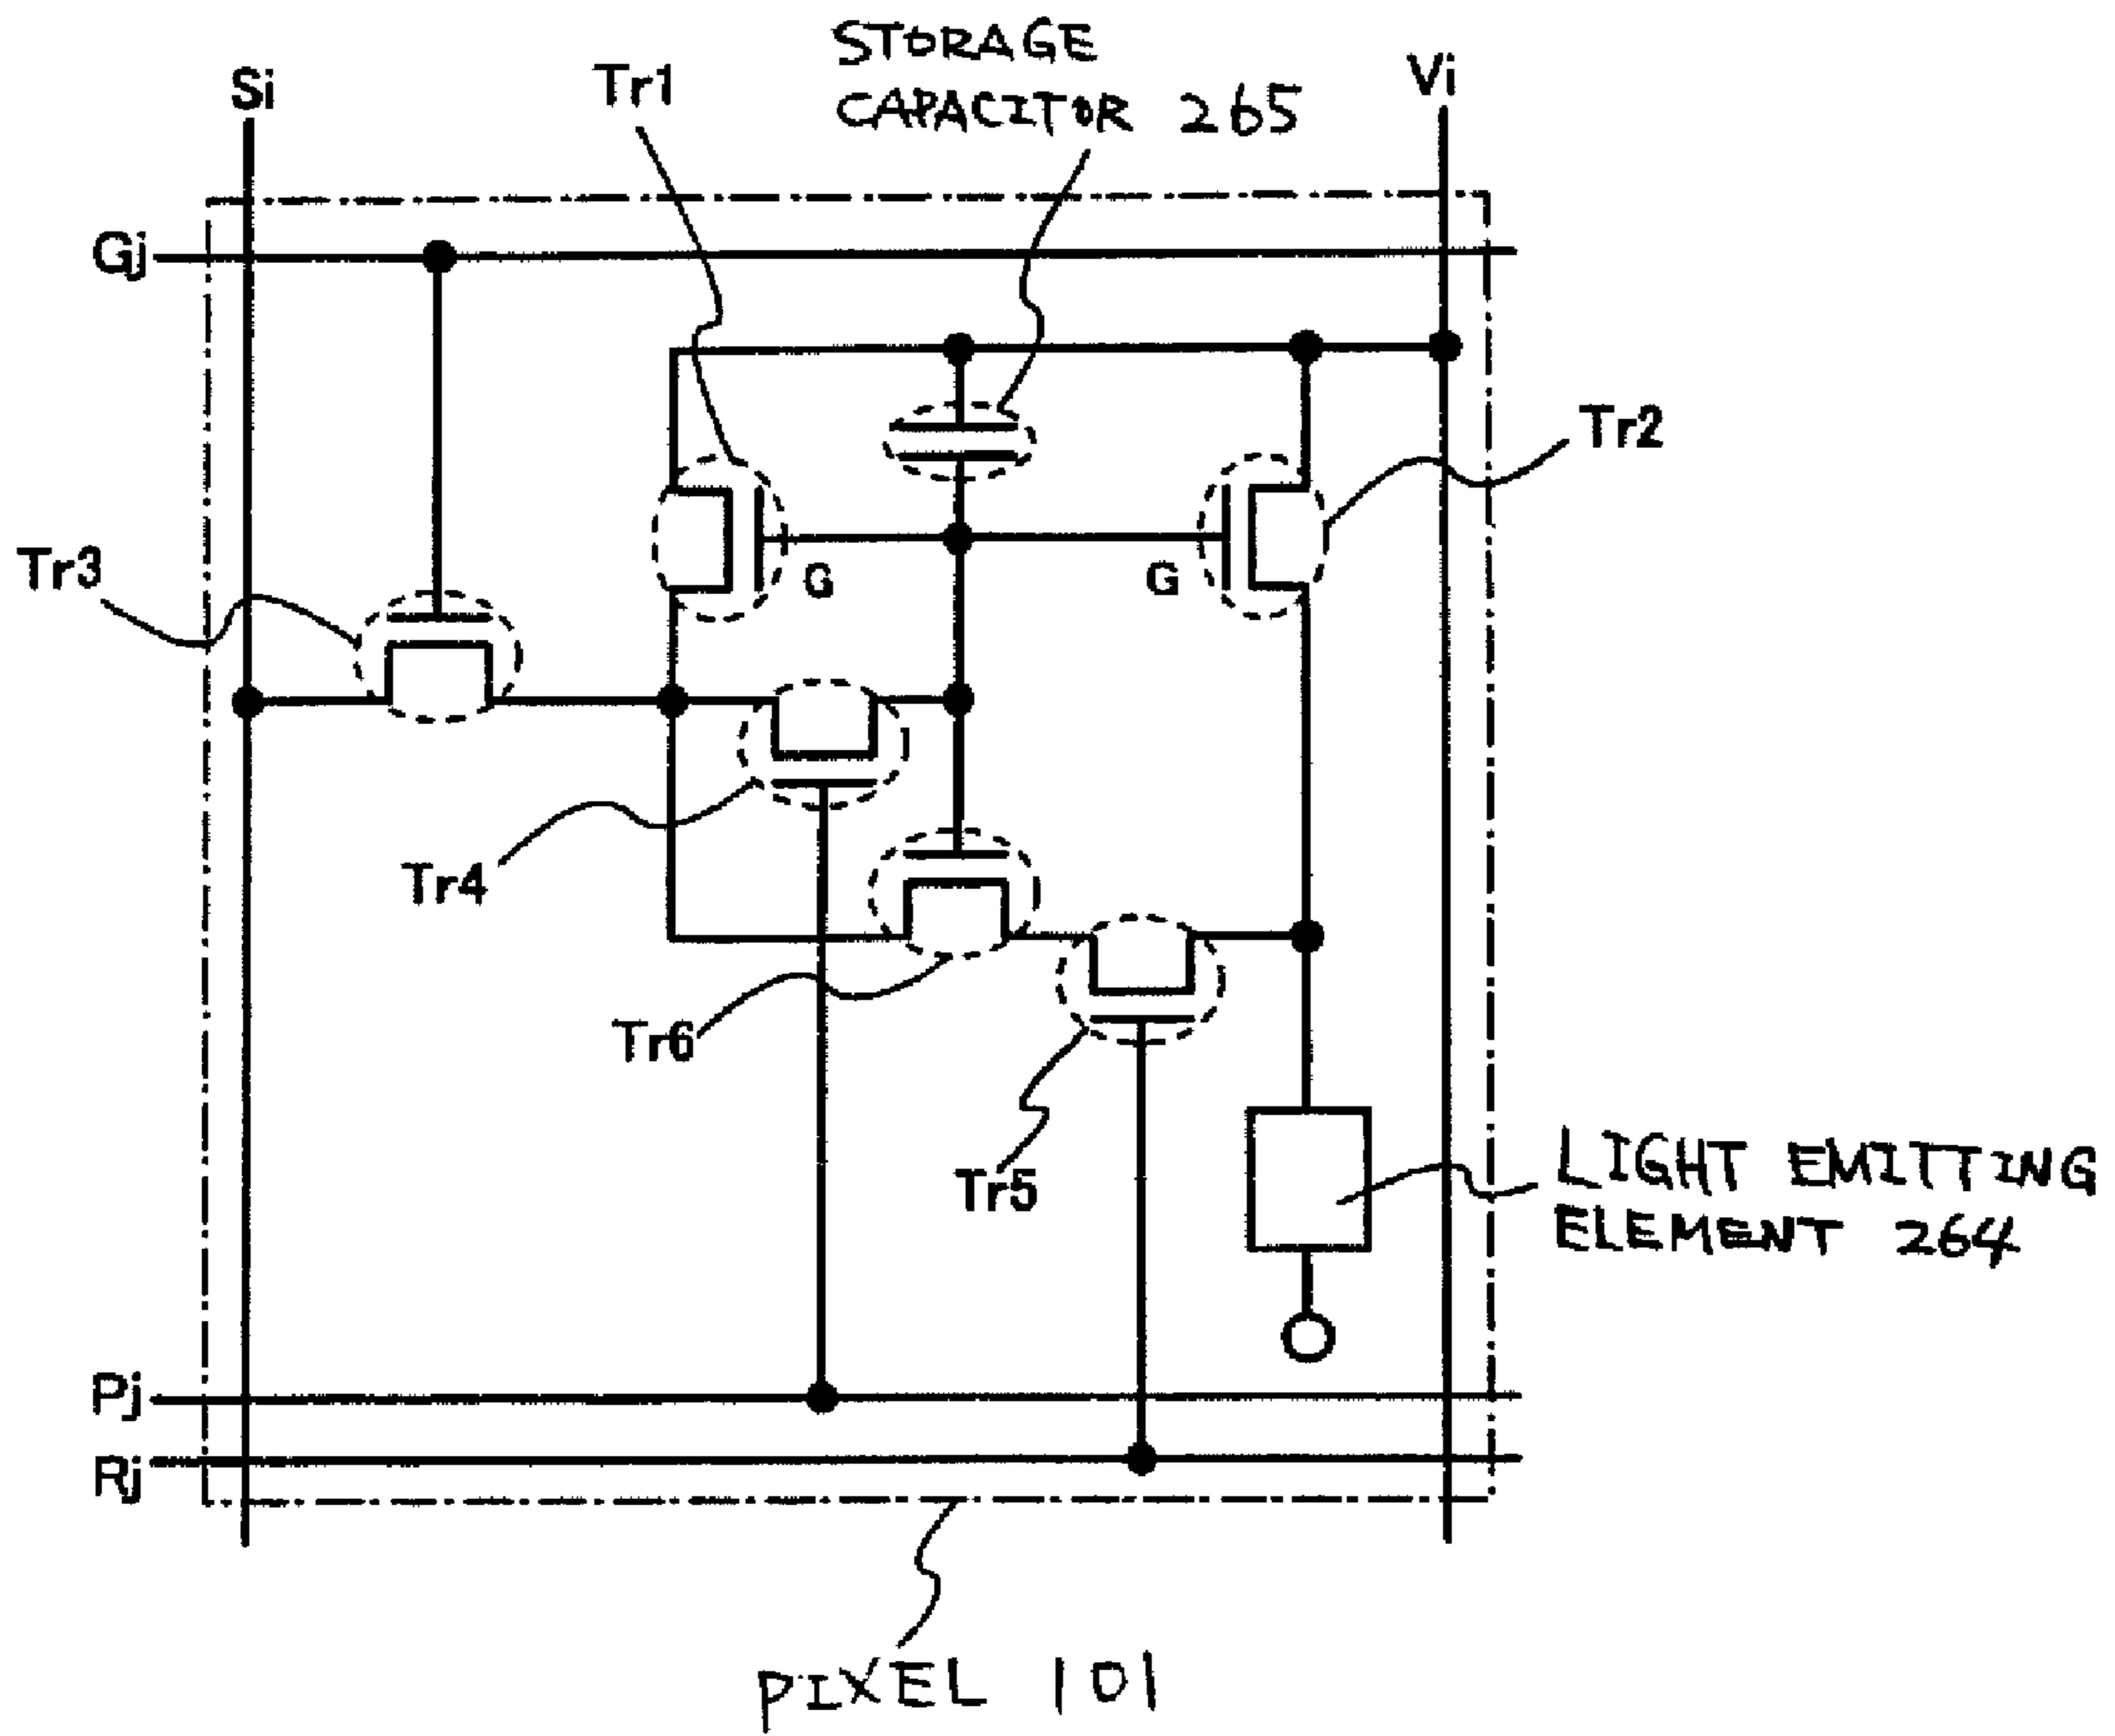 STORAGE
CAPACITOR 265
Si
Tr1
Vi
Gj
Tr2
Tr3
G
G
Tr4
Tr6
Tr5
LIGHT EMITTING
ELEMENT 264
Pj
Rj
PIXEL 101